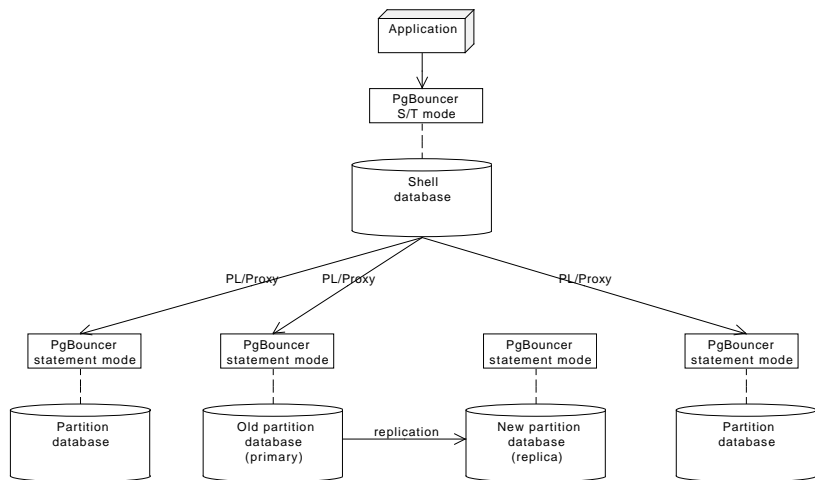 Application
PgBouncer
S/T mode
Shell
database
PL/Proxy
PL/Proxy
PL/Proxy
PgBouncer
statement mode
PgBouncer
statement mode
PgBouncer
statement mode
PgBouncer
statement mode
Partition
database
Old partition
database
(primary)
replication
New partition
database
(replica)
Partition
database